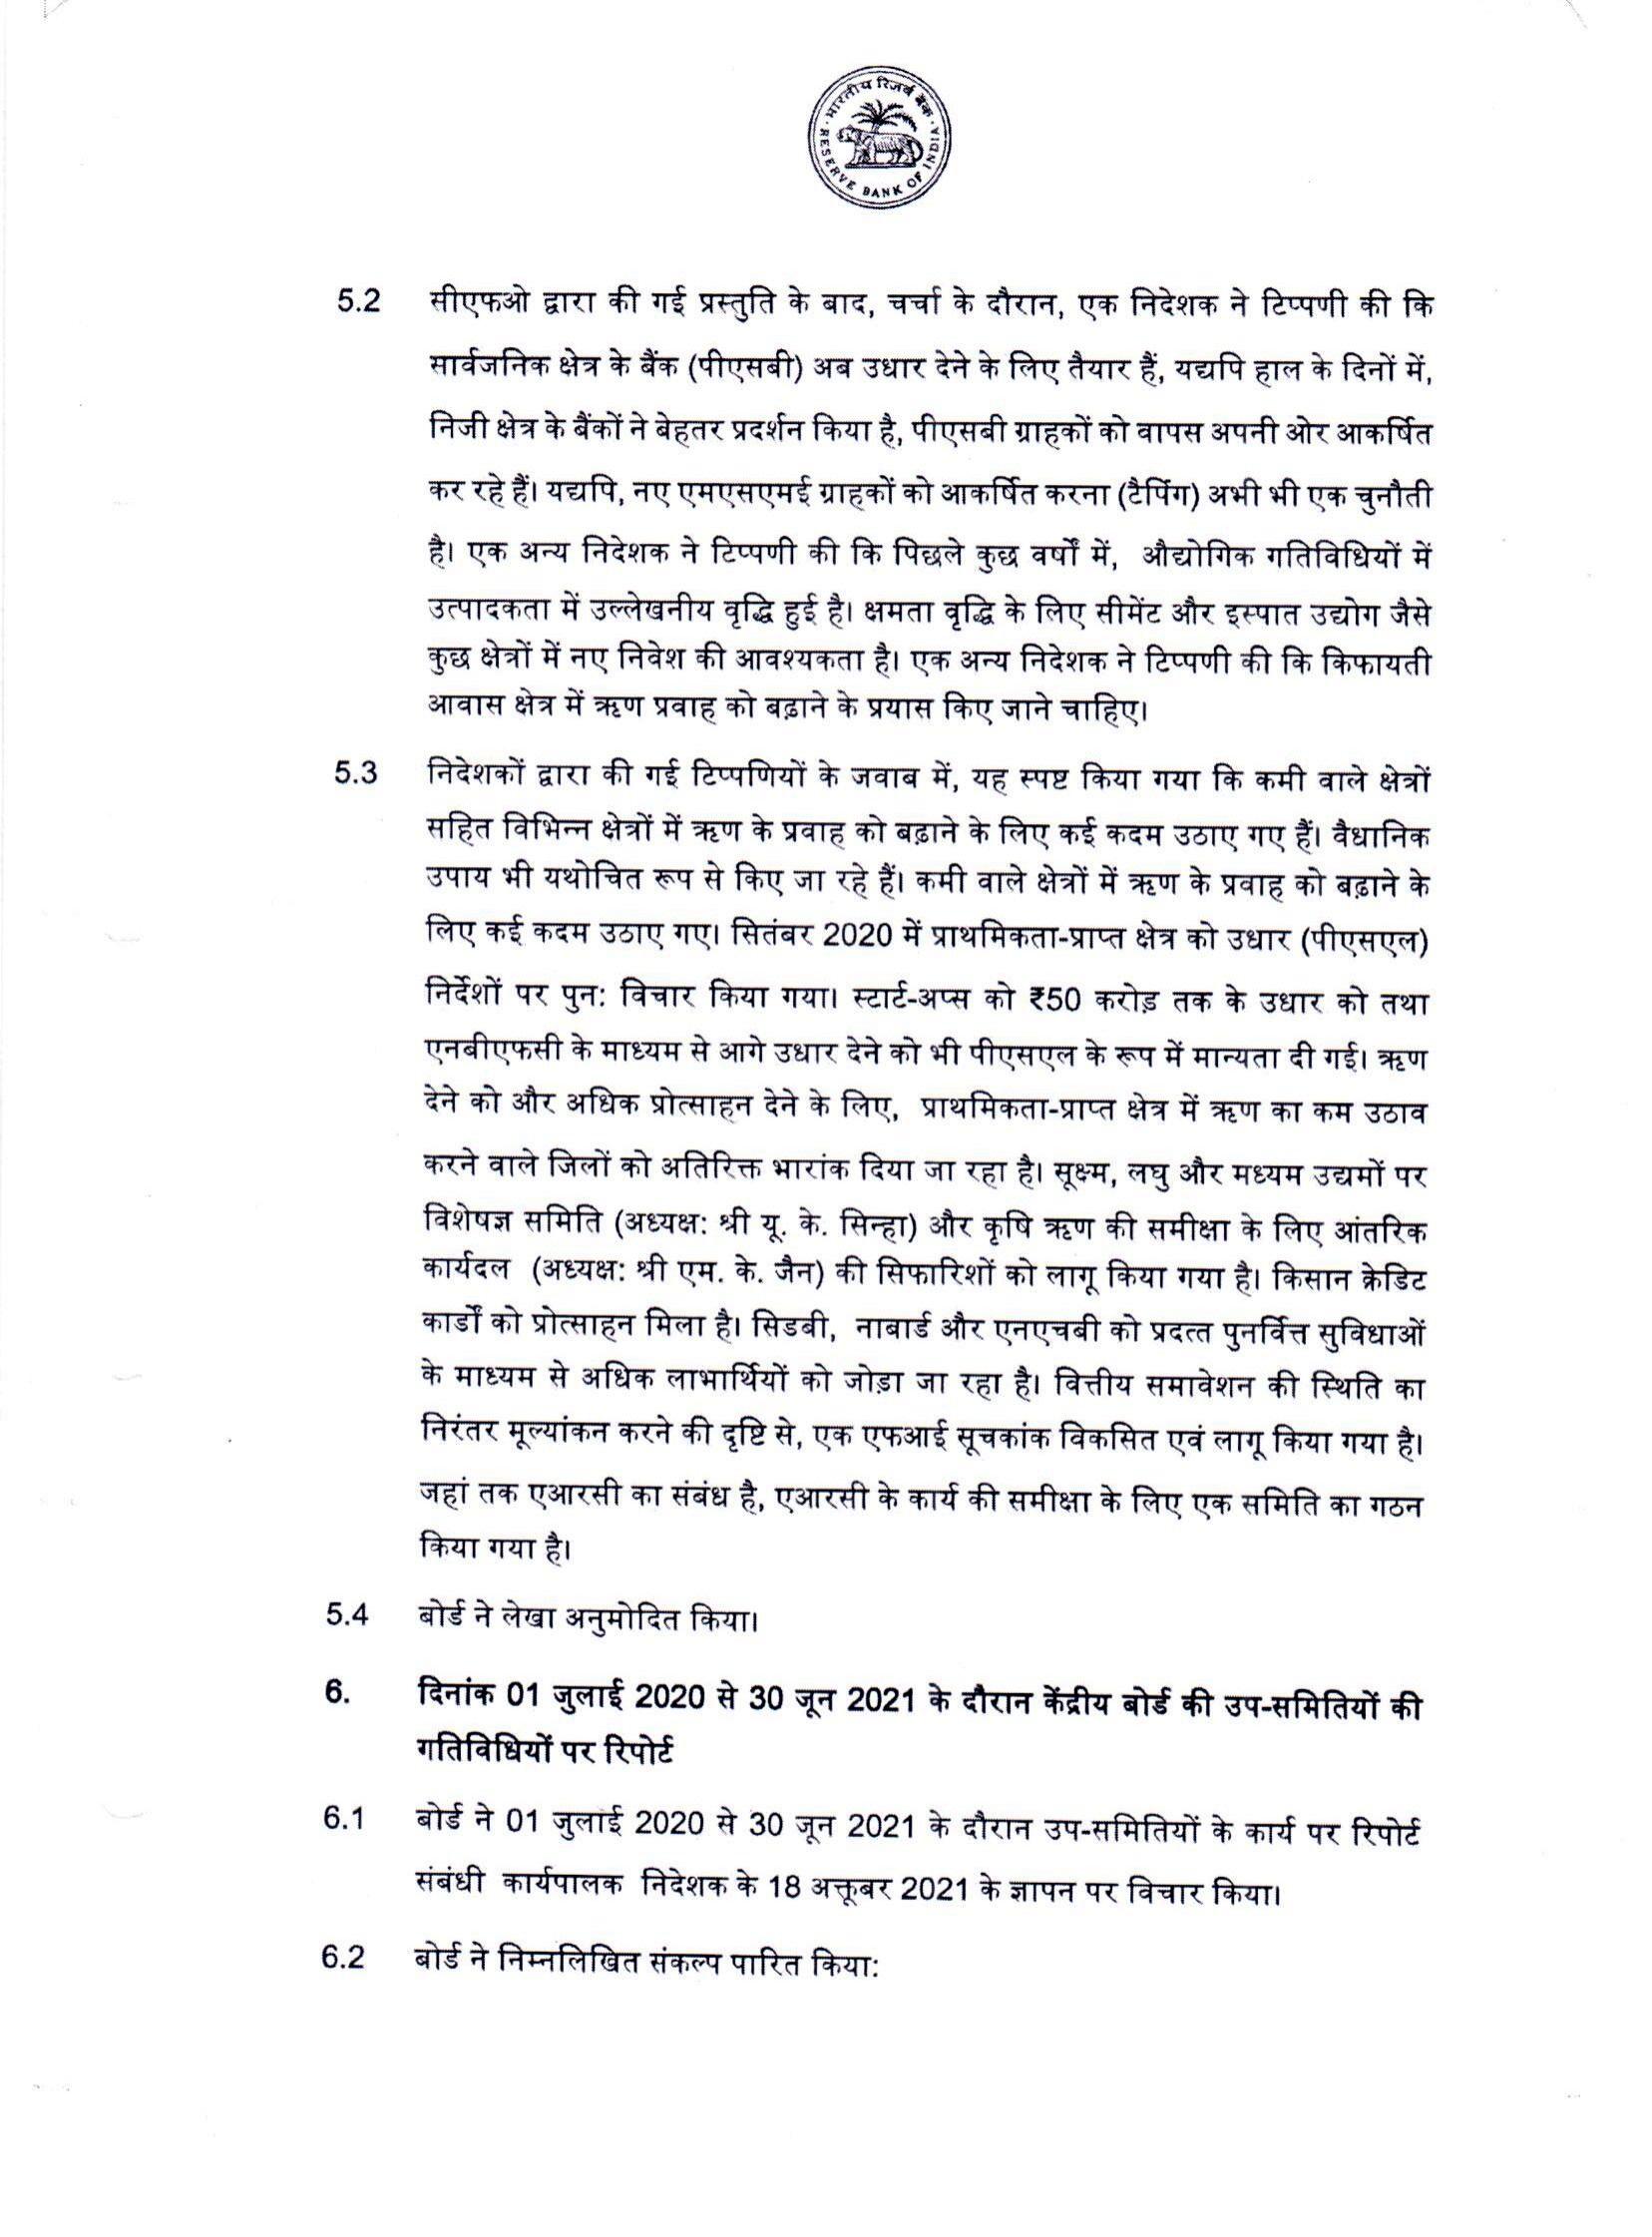 भारतीय रिज़र्व बैंक
RESERVE BANK OF INDIA
5.2 सीएफओ द्वारा की गई प्रस्तुति के बाद, चर्चा के दौरान, एक निदेशक ने टिप्पणी की कि
सार्वजनिक क्षेत्र के बैंक (पीएसबी) अब उधार देने के लिए तैयार हैं, यद्यपि हाल के दिनों में,
निजी क्षेत्र के बैंकों ने बेहतर प्रदर्शन किया है, पीएसबी ग्राहकों को वापस अपनी ओर आकर्षित
कर रहे हैं। यद्यपि, नए एमएसएमई ग्राहकों को आकर्षित करना (टैपिंग) अभी भी एक चुनौती
है। एक अन्य निदेशक ने टिप्पणी की कि पिछले कुछ वर्षों में, औद्योगिक गतिविधियों में
उत्पादकता में उल्लेखनीय वृद्धि हुई है। क्षमता वृद्धि के लिए सीमेंट और इस्पात उद्योग जैसे
कुछ क्षेत्रों में नए निवेश की आवश्यकता है। एक अन्य निदेशक ने टिप्पणी की कि किफायती
आवास क्षेत्र में ऋण प्रवाह को बढ़ाने के प्रयास किए जाने चाहिए।
5.3 निदेशकों द्वारा की गई टिप्पणियों के जवाब में, यह स्पष्ट किया गया कि कमी वाले क्षेत्रों
सहित विभिन्न क्षेत्रों में ऋण के प्रवाह को बढ़ाने के लिए कई कदम उठाए गए हैं। वैधानिक
उपाय भी यथोचित रूप से किए जा रहे हैं। कमी वाले क्षेत्रों में ऋण के प्रवाह को बढ़ाने के
लिए कई कदम उठाए गए। सितंबर 2020 में प्राथमिकता-प्राप्त क्षेत्र को उधार (पीएसएल)
निर्देशों पर पुन: विचार किया गया। स्टार्ट-अप्स को ₹50 करोड़ तक के उधार को तथा
एनबीएफसी के माध्यम से आगे उधार देने को भी पीएसएल के रूप में मान्यता दी गई। ऋण
देने को और अधिक प्रोत्साहन देने के लिए, प्राथमिकता-प्राप्त क्षेत्र में ऋण का कम उठाव
करने वाले जिलों को अतिरिक्त भारांक दिया जा रहा है। सूक्ष्म, लघु और मध्यम उद्यमों पर
विशेषज्ञ समिति (अध्यक्ष: श्री यू. के. सिन्हा) और कृषि ऋण की समीक्षा के लिए आंतरिक
कार्यदल (अध्यक्ष: श्री एम. के. जैन) की सिफारिशों को लागू किया गया है। किसान क्रेडिट
कार्डों को प्रोत्साहन मिला है। सिडबी, नाबार्ड और एनएचबी को प्रदत्त पुनर्वित्त सुविधाओं
के माध्यम से अधिक लाभार्थियों को जोड़ा जा रहा है। वित्तीय समावेशन की स्थिति का
निरंतर मूल्यांकन करने की दृष्टि से, एक एफआई सूचकांक विकसित एवं लागू किया गया है।
जहां तक एआरसी का संबंध है, एआरसी के कार्य की समीक्षा के लिए एक समिति का गठन
किया गया है।
5.4 बोर्ड ने लेखा अनुमोदित किया।
6. दिनांक 01 जुलाई 2020 से 30 जून 2021 के दौरान केंद्रीय बोर्ड की उप-समितियों की
गतिविधियों पर रिपोर्ट
6.1 बोर्ड ने 01 जुलाई 2020 से 30 जून 2021 के दौरान उप-समितियों के कार्य पर रिपोर्ट
संबंधी कार्यपालक निदेशक के 18 अक्तूबर 2021 के ज्ञापन पर विचार किया।
6.2 बोर्ड ने निम्नलिखित संकल्प पारित किया: